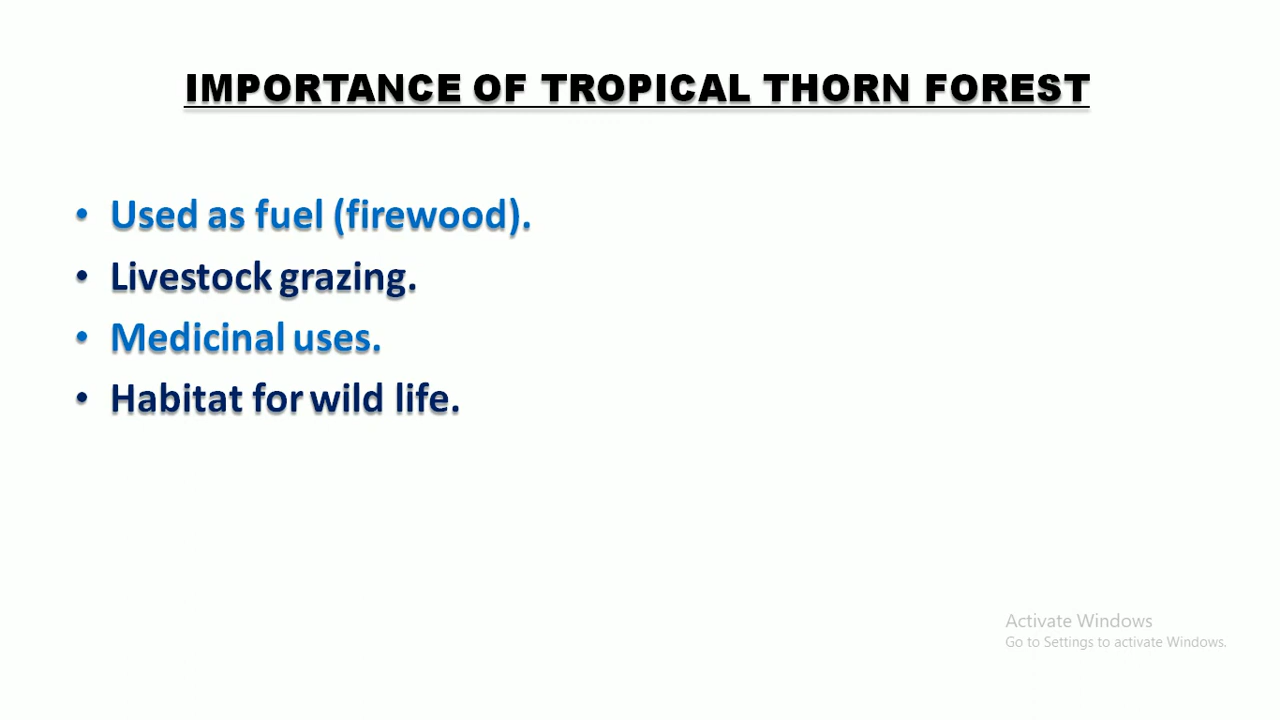 IMPORTANCE OF TROPICAL THORN FOREST
• Used as fuel (firewood).
• Livestock grazing.
• Medicinal uses.
• Habitat for wild life.
Activate Windows
Go to Settings to activate Windows.